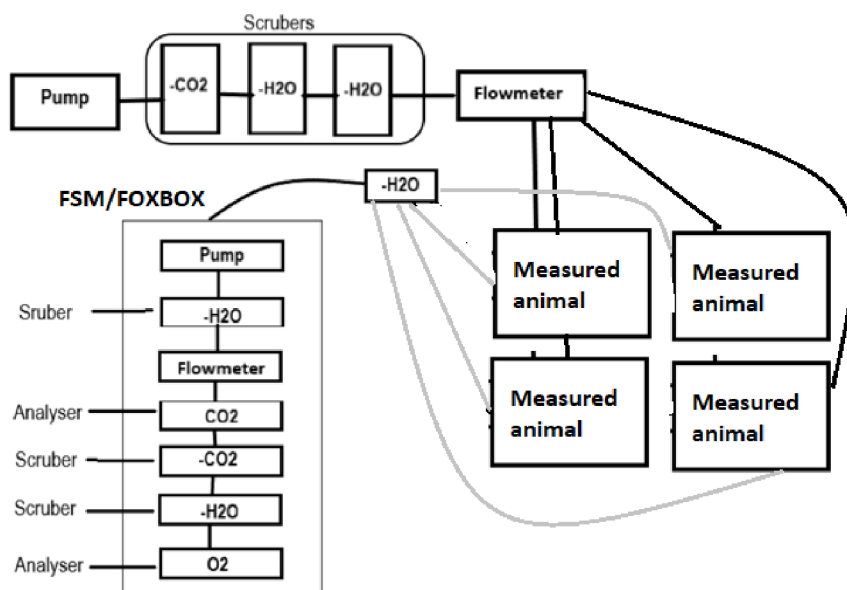 Scrubers
Pump
-CO2
-H2O
-H2O
Flowmeter
-H2O
FSM/FOXBOX
Pump
Sruber
-H2O
Flowmeter
Analyser
CO2
Scruber
-CO2
Scruber
-H2O
Analyser
O2
Measured
animal
Measured
animal
Measured
animal
Measured
animal